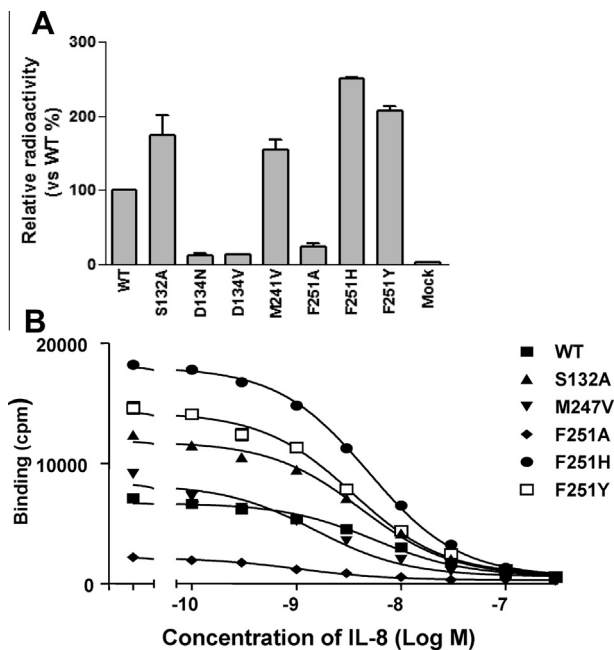 A
Relative radioactivity
(vs WT %)
300
200
100
0
WT
S132A
D134N
D134V
M241V
F251A
F251H
F251Y
Mock
B
Binding (cpm)
20000
10000
0
-10
-9
-8
-7
Concentration of IL-8 (Log M)
WT
S132A
M247V
F251A
F251H
F251Y